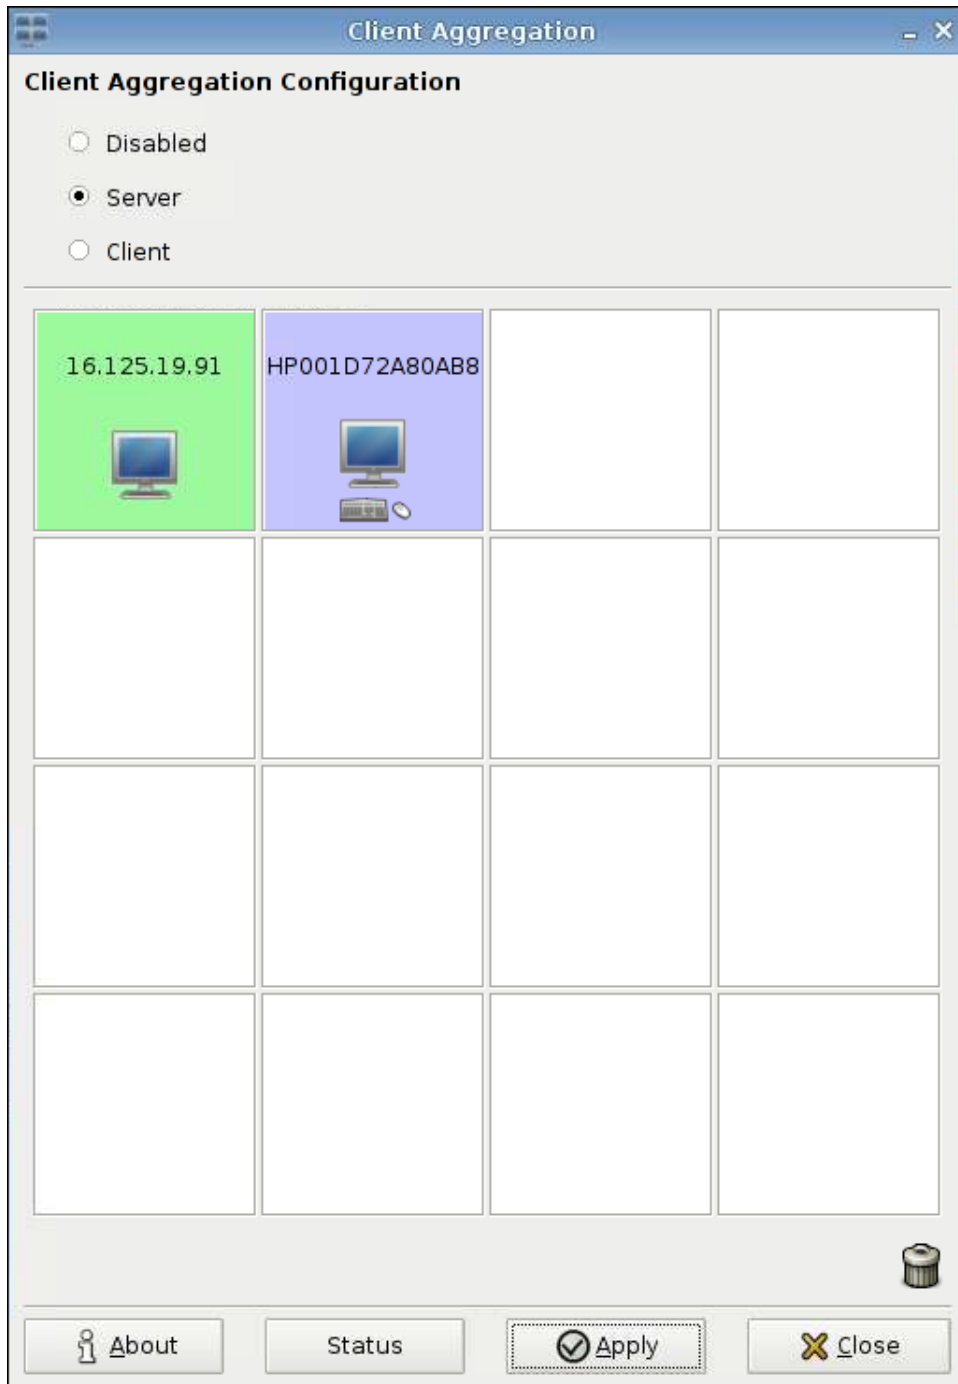 Client Aggregation
Client Aggregation Configuration
Disabled
Server
Client
16.125.19.91
HP001D72A80AB8
About
Status
Apply
Close